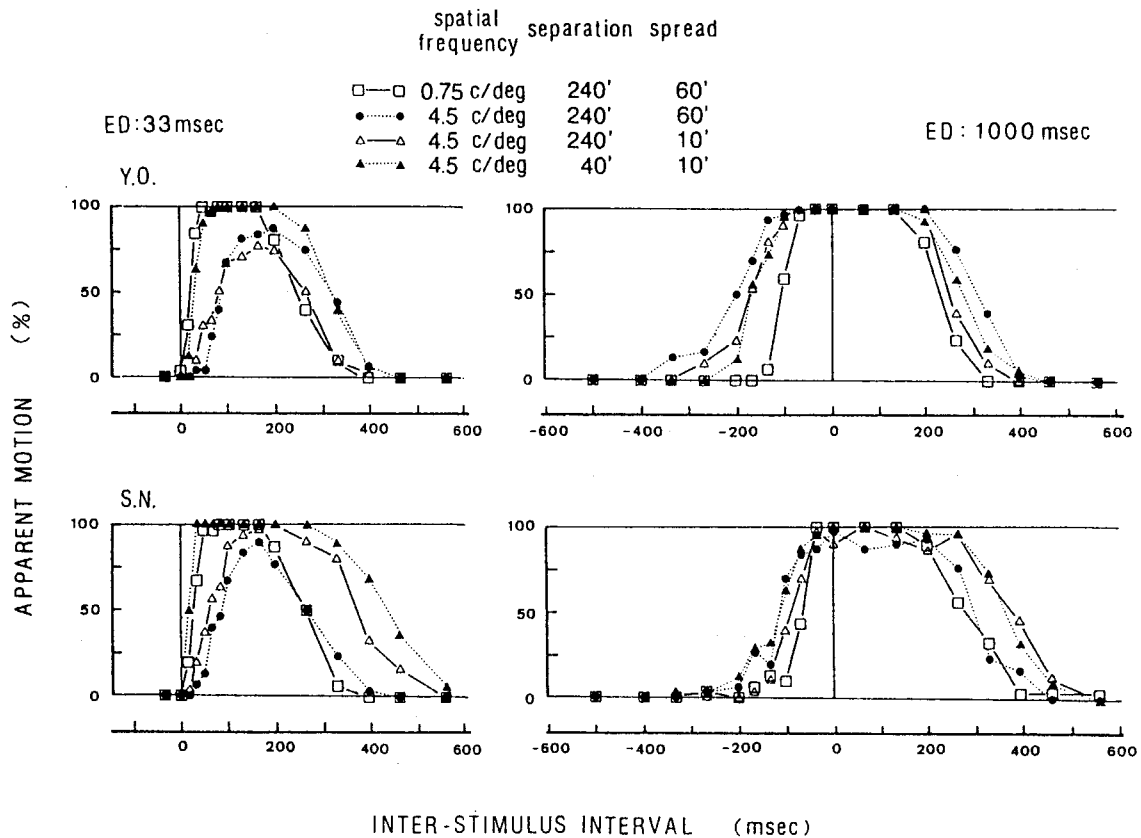 spatial frequency separation spread
0.75 c/deg 240' 60'
4.5 c/deg 240' 60'
4.5 c/deg 240' 10'
4.5 c/deg 40' 10'
ED:33msec
ED: 1000 msec
Y.O.
100
50
0
0 200 400 600
100
50
0
-600 -400 -200 0 200 400 600
S.N.
100
50
0
0 200 400 600
100
50
0
-600 -400 -200 0 200 400 600
APPARENT MOTION (%)
INTER-STIMULUS INTERVAL (msec)